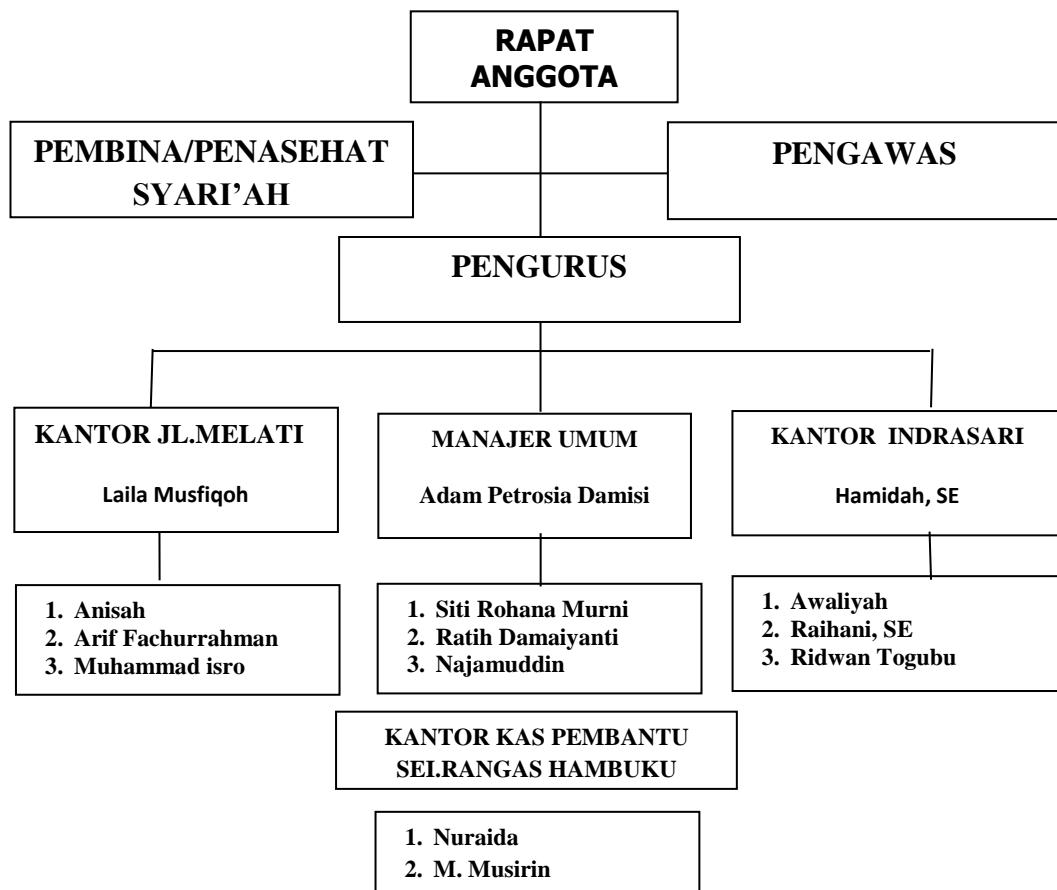 RAPAT
ANGGOTA
PEMBINA/PENASEHAT
SYARI’AH
PENGAWAS
PENGURUS
KANTOR JL.MELATI
Laila Musfiqoh
MANAJER UMUM
Adam Petrosia Damisi
KANTOR INDRASARI
Hamidah, SE
1. Anisah
2. Arif Fachurrahman
3. Muhammad isro
1. Siti Rohana Murni
2. Ratih Damaiyanti
3. Najamuddin
1. Awaliyah
2. Raihani, SE
3. Ridwan Togubu
KANTOR KAS PEMBANTU
SEI.RANGAS HAMBUKU
1. Nuraida
2. M. Musirin